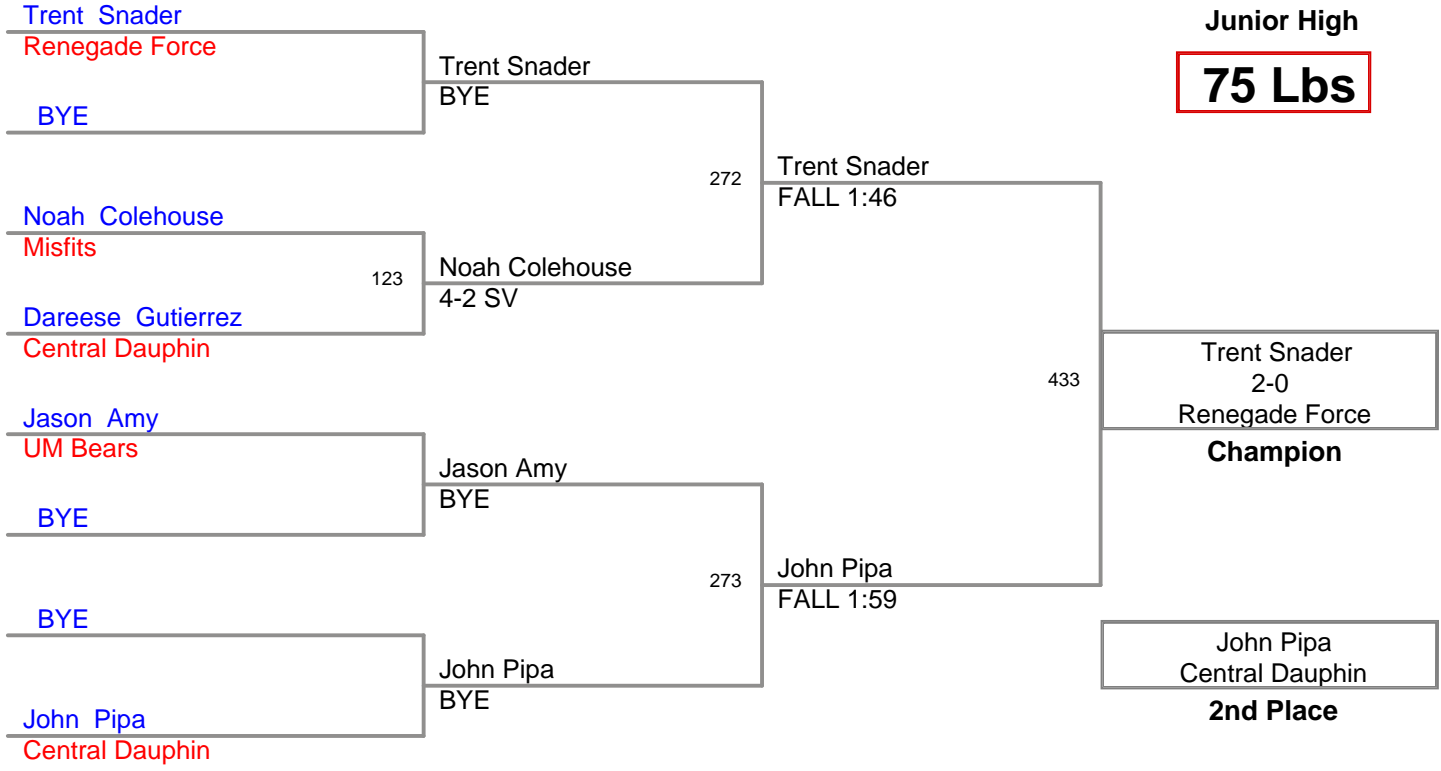 Trent  Snader
Renegade Force
BYE
Noah  Colehouse
Misfits
Dareese  Gutierrez
Central Dauphin
Jason  Amy
UM Bears
BYE
BYE
John  Pipa
Central Dauphin
Trent Snader
BYE
123
Noah Colehouse
4-2 SV
Jason Amy
BYE
John Pipa
BYE
272
Trent Snader
FALL 1:46
273
John Pipa
FALL 1:59
433
Junior High
75 Lbs
Trent Snader
2-0
Renegade Force
Champion
John Pipa
Central Dauphin
2nd Place